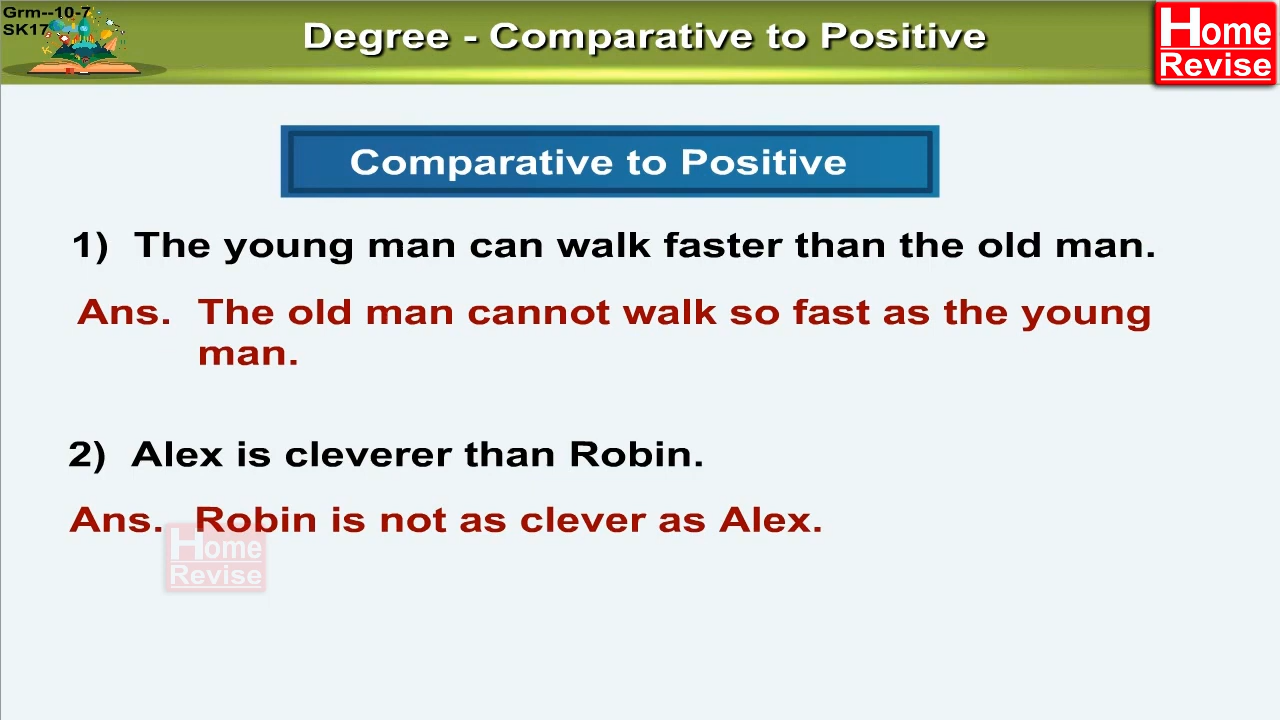 Grm--10-7
SK17
Degree - Comparative to Positive
Home
Revise
Comparative to Positive
1) The young man can walk faster than the old man.
Ans. The old man cannot walk so fast as the young
man.
2) Alex is cleverer than Robin.
Ans. Robin is not as clever as Alex.
Home
Revise